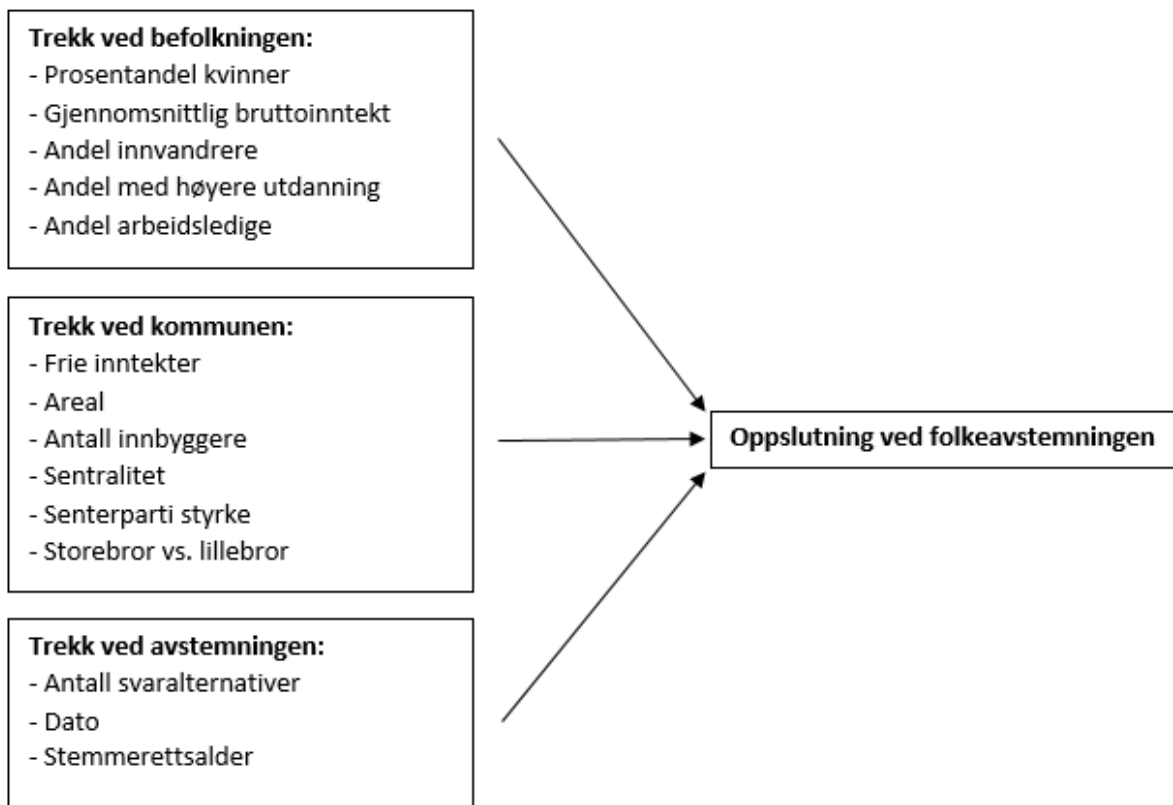 Trekk ved befolkningen:
- Prosentandel kvinner
- Gjennomsnittlig bruttoinntekt
- Andel innvandrere
- Andel med høyere utdanning
- Andel arbeidsledige
Trekk ved kommunen:
- Frie inntekter
- Areal
- Antall innbyggere
- Sentralitet
- Senterparti styrke
- Storebror vs. lillebror
Oppslutning ved folkeavstemningen
Trekk ved avstemningen:
- Antall svaralternativer
- Dato
- Stemmerettsalder